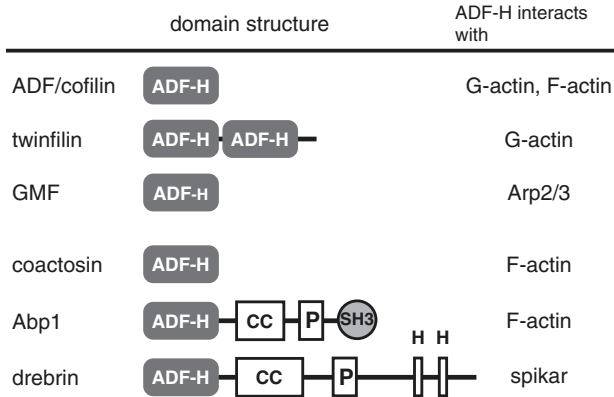 domain structure
ADF-H interacts
with
ADF/cofilin ADF-H G-actin, F-actin
twinfilin ADF-H ADF-H G-actin
GMF ADF-H Arp2/3
coactosin ADF-H F-actin
Abp1 ADF-H CC P SH3 F-actin
H H
drebrin ADF-H CC P spikar